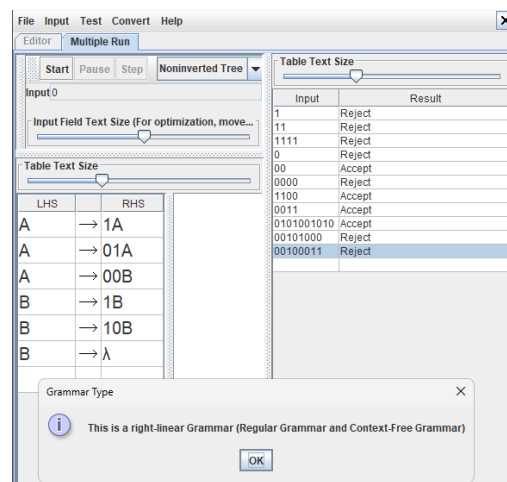 File Input Test Convert Help
Editor Multiple Run
Start Pause Step Noninverted Tree
Input 0
Input Field Text Size (For optimization, move...
Table Text Size
LHS RHS
A → 1A
A → 01A
A → 00B
B → 1B
B → 10B
B → λ
Table Text Size
Input Result
1 Reject
11 Reject
1111 Reject
0 Reject
00 Accept
0000 Reject
1100 Accept
0011 Accept
0101001010 Accept
00101000 Reject
00100011 Reject
Grammar Type
This is a right-linear Grammar (Regular Grammar and Context-Free Grammar)
OK